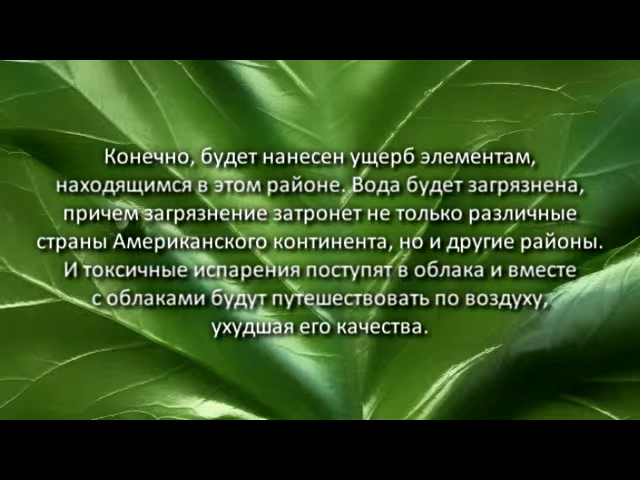 Конечно, будет нанесен ущерб элементам,
находящимся в этом районе. Вода будет загрязнена,
причем загрязнение затронет не только различные
страны Американского континента, но и другие районы.
И токсичные испарения поступят в облака и вместе
с облаками будут путешествовать по воздуху,
ухудшая его качества.